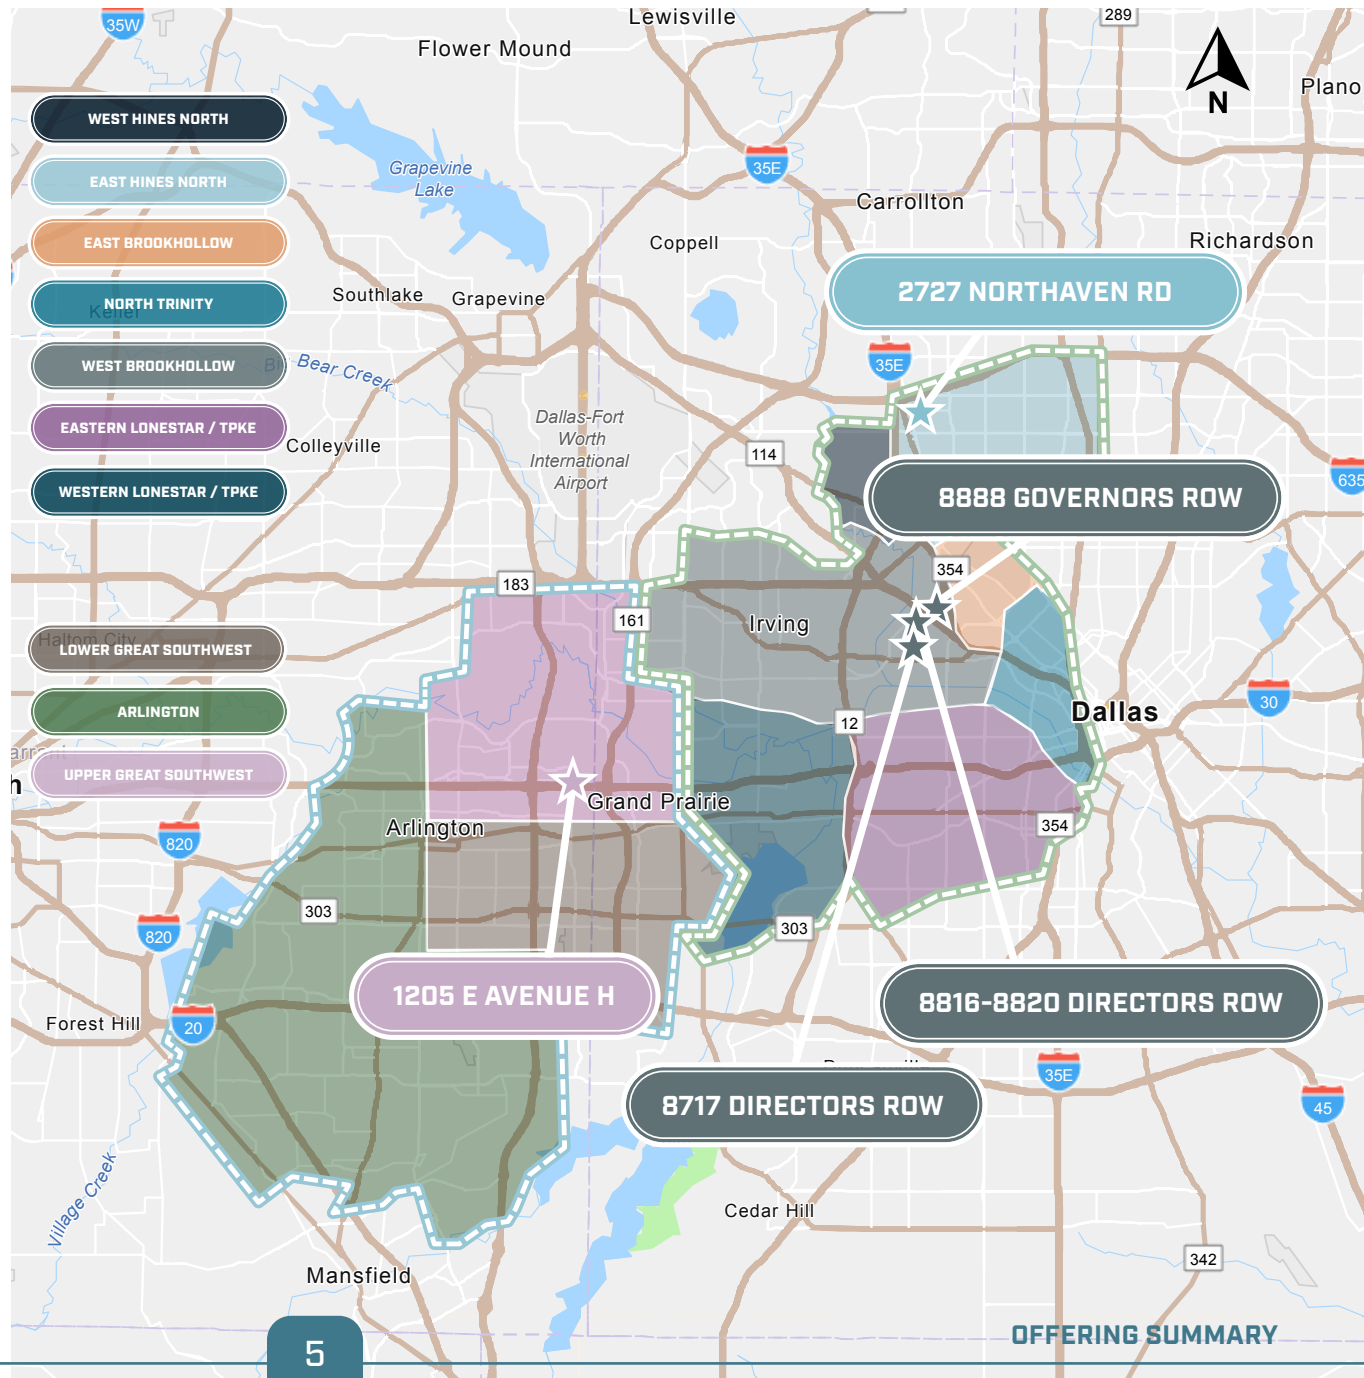 35W
Lewisville
289
Flower Mound
N
Plano
WEST HINES NORTH
EAST HINES NORTH
EAST BROOKHOLLOW
NORTH TRINITY
WEST BROOKHOLLOW
EASTERN LONESTAR / TPKE
WESTERN LONESTAR / TPKE
LOWER GREAT SOUTHWEST
ARLINGTON
UPPER GREAT SOUTHWEST
Grapevine
Lake
35E
Carrollton
Coppell
Richardson
Southlake
Grapevine
2727 NORTHAVEN RD
Keller
Big Bear Creek
35E
Dallas-Fort
Worth
International
Airport
Colleyville
114
635
8888 GOVERNORS ROW
354
183
161
Irving
Haltom City
30
12
Dallas
Grand Prairie
Arlington
354
820
303
303
820
1205 E AVENUE H
8816-8820 DIRECTORS ROW
Forest Hill
20
35E
8717 DIRECTORS ROW
45
Village Creek
Cedar Hill
342
Mansfield
OFFERING SUMMARY
5